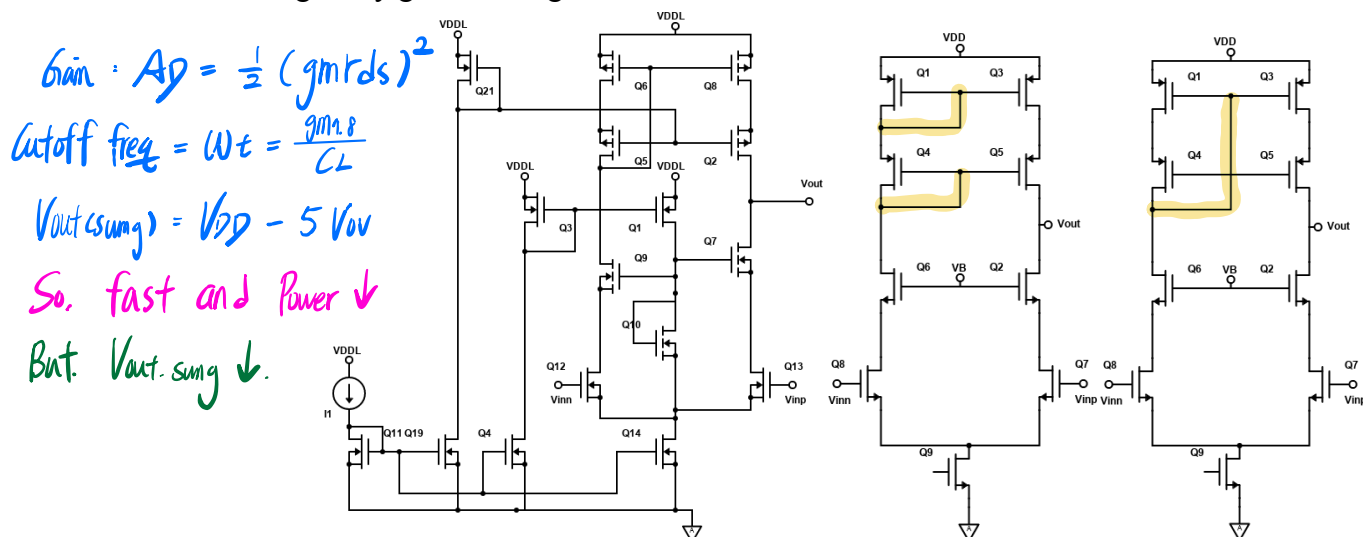 Gain : AD = 1/2 (gmrds)²
Cutoff freq = Wt = gm7.8 / CL
Vout(swing) = VDD - 5 Vov
So. fast and Power ↓
But. Vout.swing ↓.
VDDL
Q21
VDDL
Q6
Q8
Q5
Q2
VDDL
Q3
VDDL
Q1
Vout
Q9
Q7
Q10
Q12
Vinn
Q13
Vinp
VDDL
I1
Q11
Q19
Q4
Q14
A
VDD
Q1
Q3
Q4
Q5
Vout
Q6
VB
Q2
Q8
Vinn
Q7
Vinp
Q9
A
VDD
Q1
Q3
Q4
Q5
Vout
Q6
VB
Q2
Q8
Vinn
Q7
Vinp
Q9
A